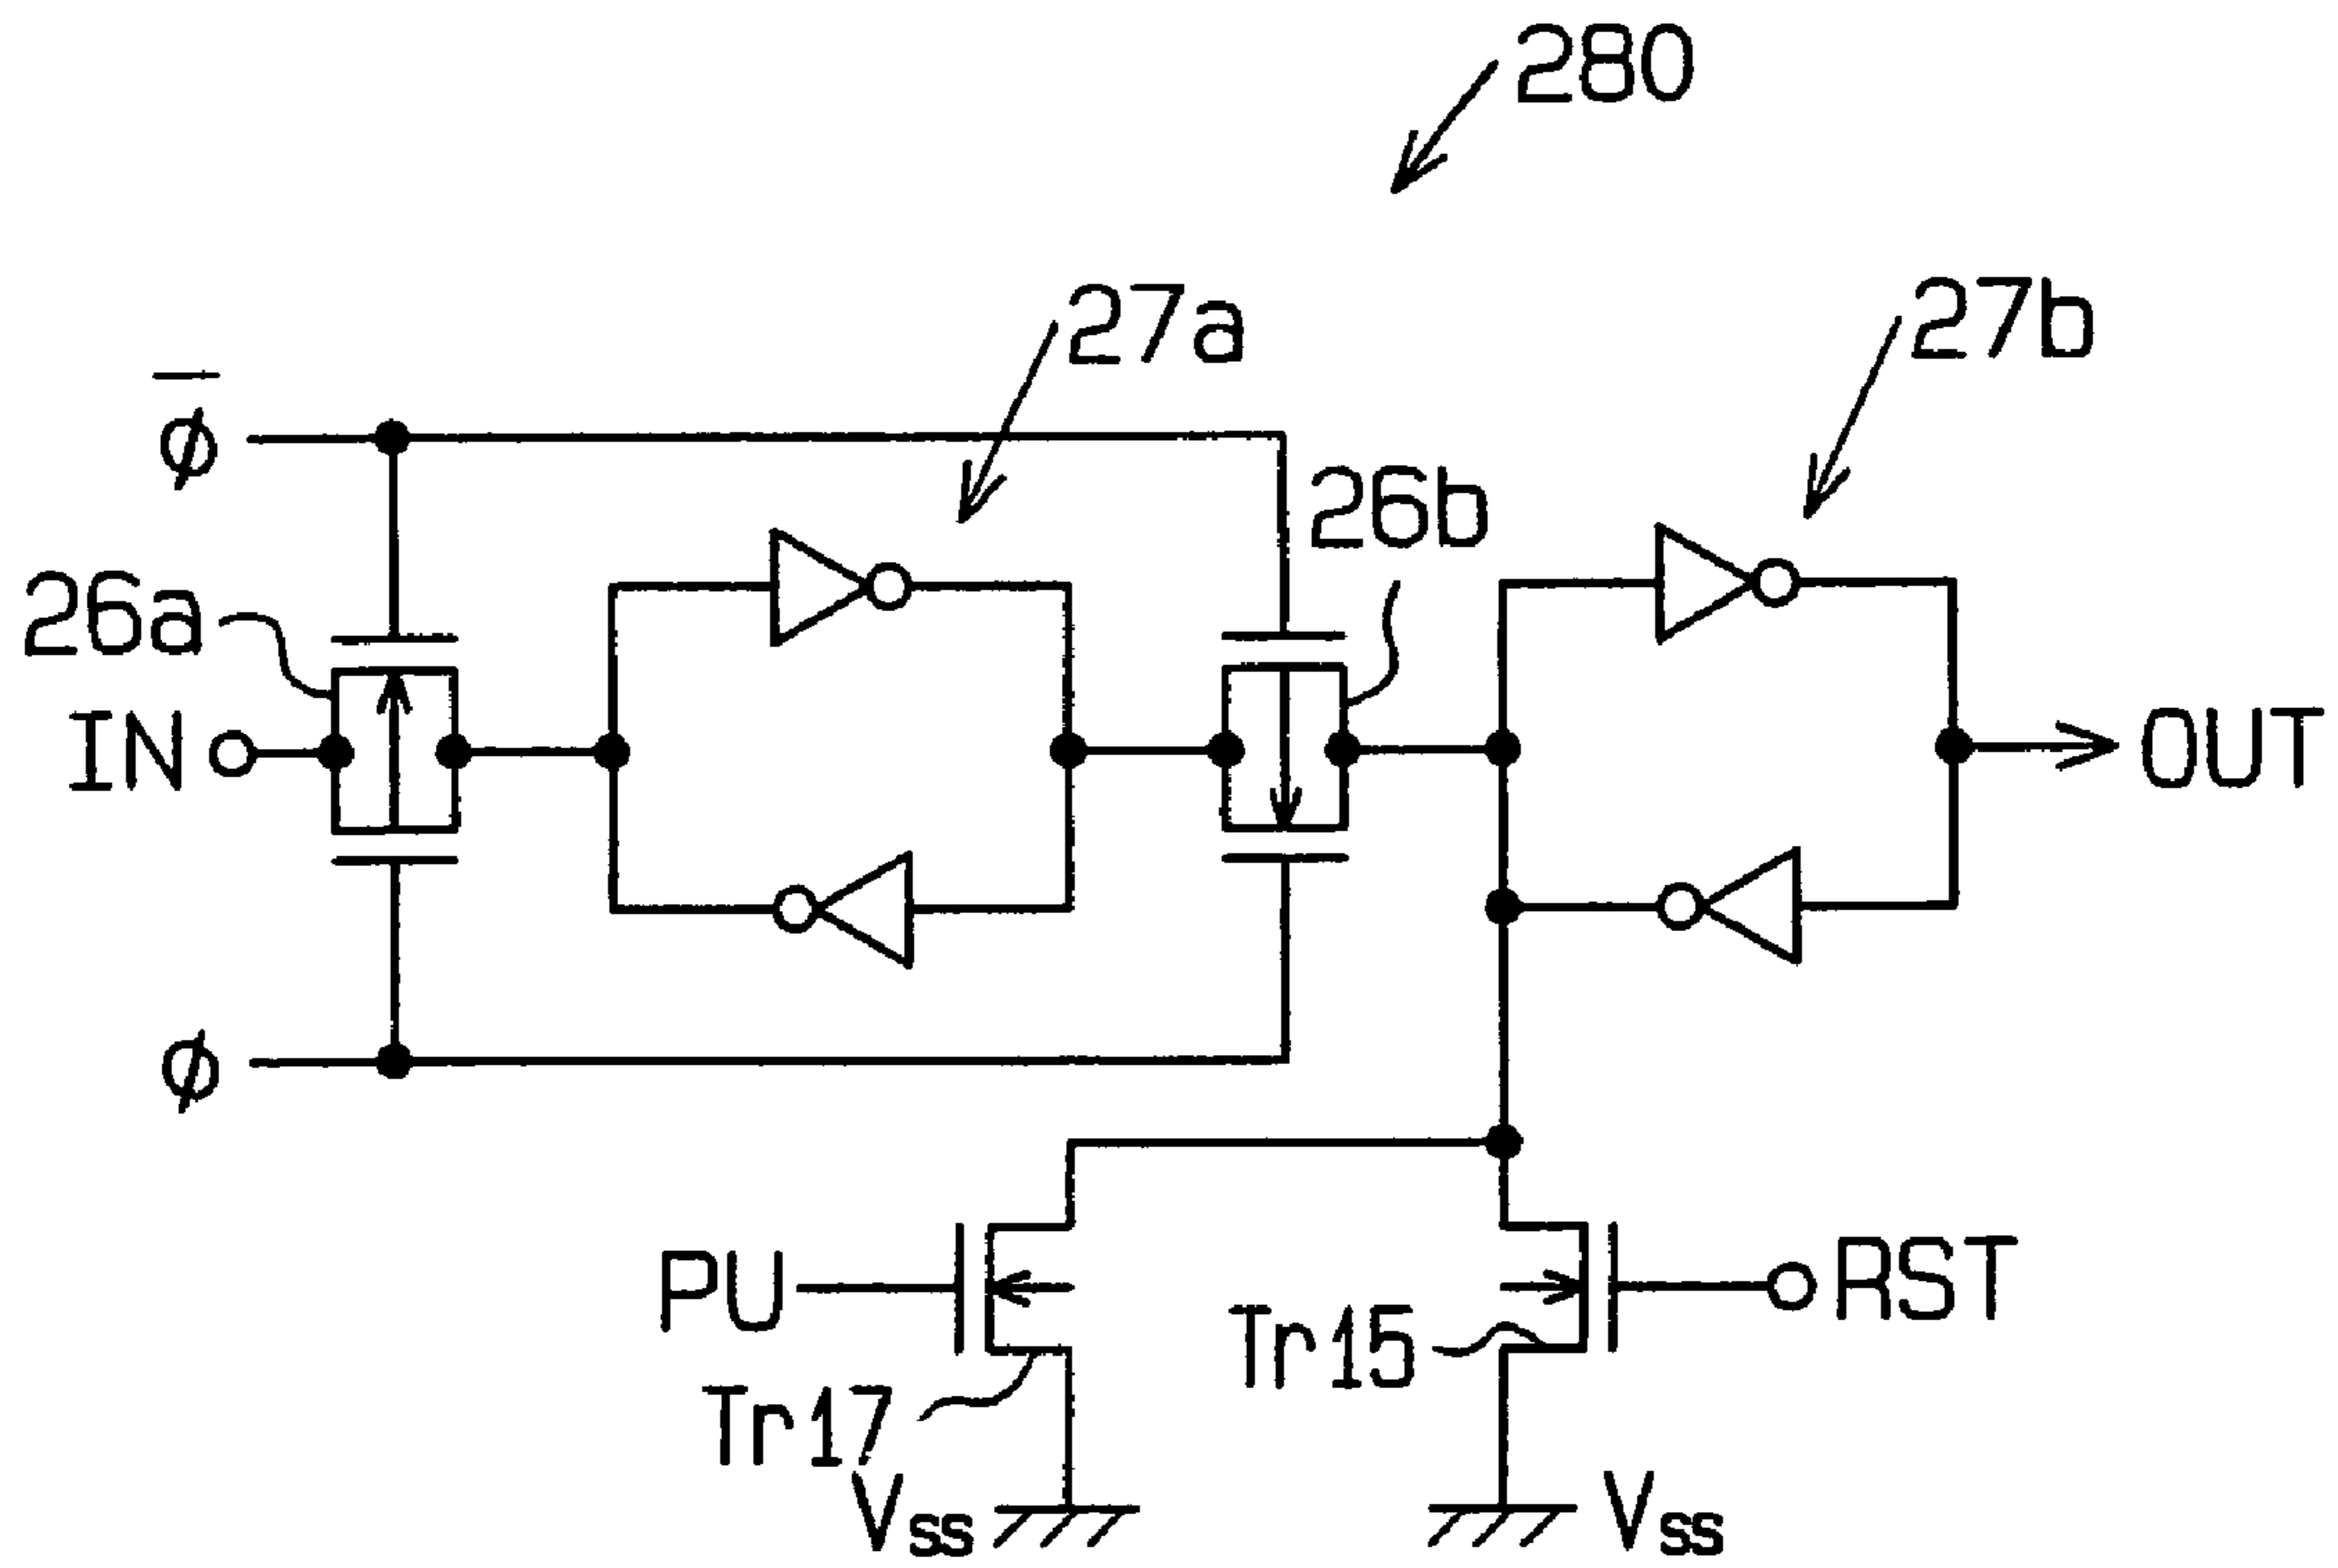 280
27a
27b
φ̅
26b
26a
IN
OUT
φ
PU
RST
Tr15
Tr17
Vss
Vss